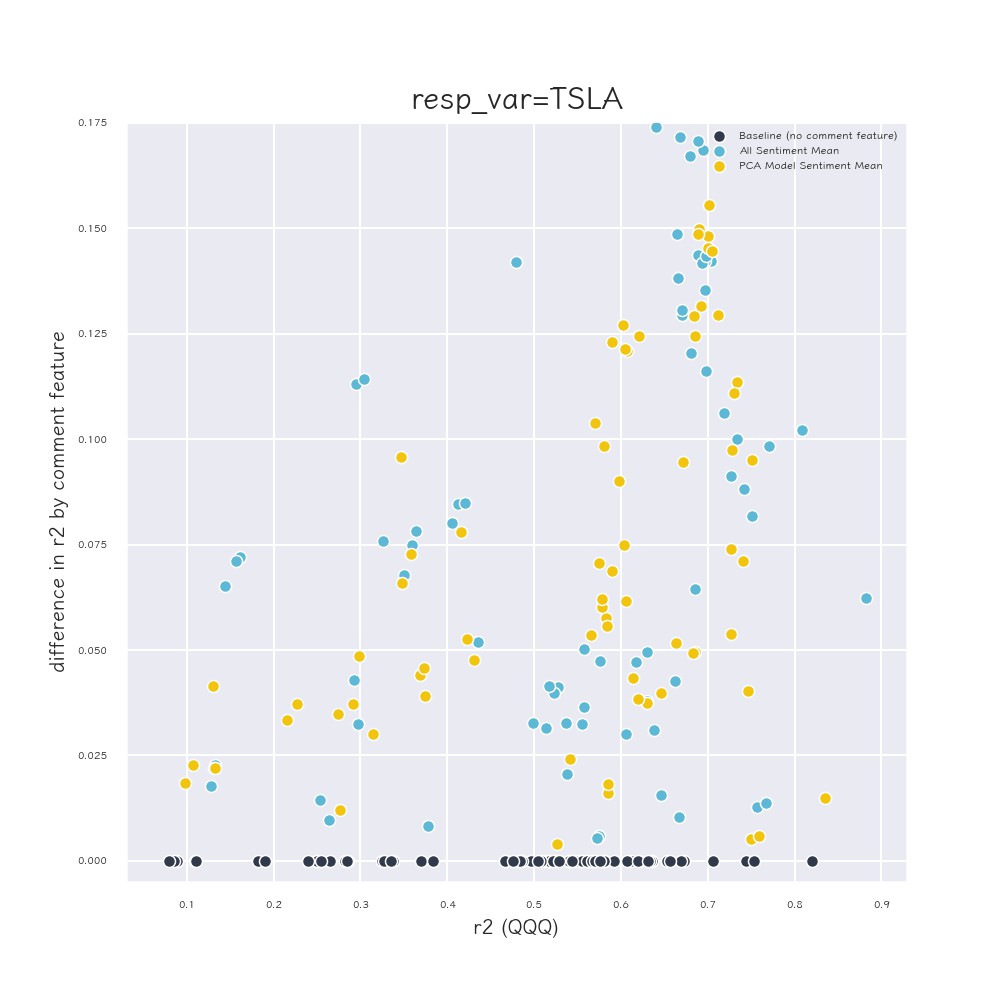 resp_var=TSLA
0.175
0.150
0.125
0.100
0.075
0.050
0.025
0.000
difference in r2 by comment feature
Baseline (no comment feature)
All Sentiment Mean
PCA Model Sentiment Mean
0.1 0.2 0.3 0.4 0.5 0.6 0.7 0.8 0.9
r2 (QQQ)